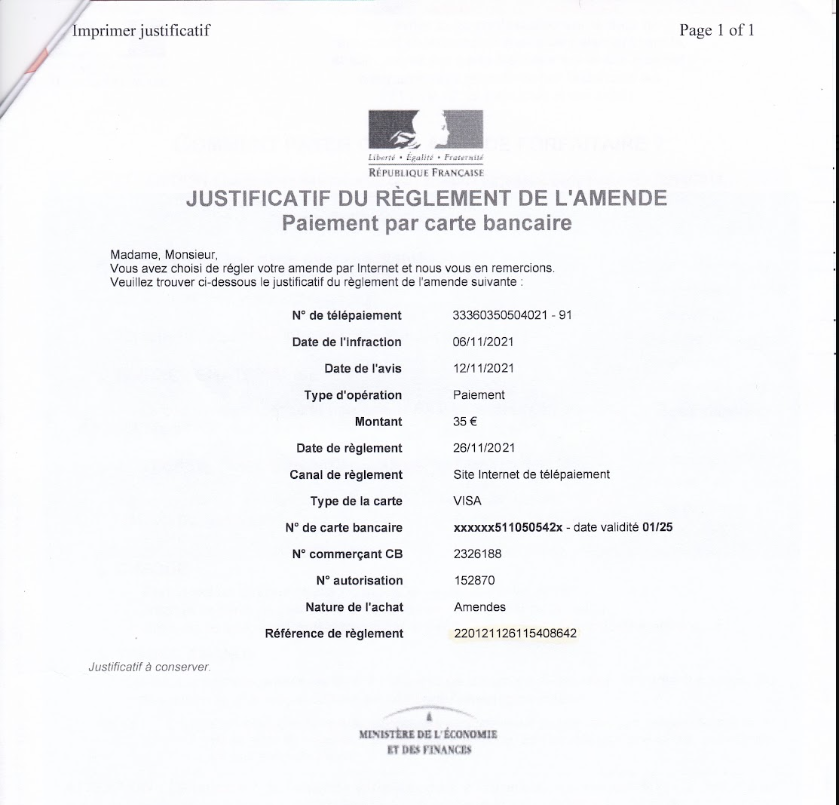 Imprimer justificatif Page 1 of 1
Liberté • Égalité • Fraternité
RÉPUBLIQUE FRANÇAISE
JUSTIFICATIF DU RÈGLEMENT DE L'AMENDE
Paiement par carte bancaire
Madame, Monsieur,
Vous avez choisi de régler votre amende par Internet et nous vous en remercions.
Veuillez trouver ci-dessous le justificatif du règlement de l'amende suivante :
N° de télépaiement 33360350504021 - 91
Date de l'infraction 06/11/2021
Date de l'avis 12/11/2021
Type d'opération Paiement
Montant 35 €
Date de règlement 26/11/2021
Canal de règlement Site Internet de télépaiement
Type de la carte VISA
N° de carte bancaire xxxxxx511050542x - date validité 01/25
N° commerçant CB 2326188
N° autorisation 152870
Nature de l'achat Amendes
Référence de règlement 220121126115408642
Justificatif à conserver.
MINISTÈRE DE L'ÉCONOMIE
ET DES FINANCES